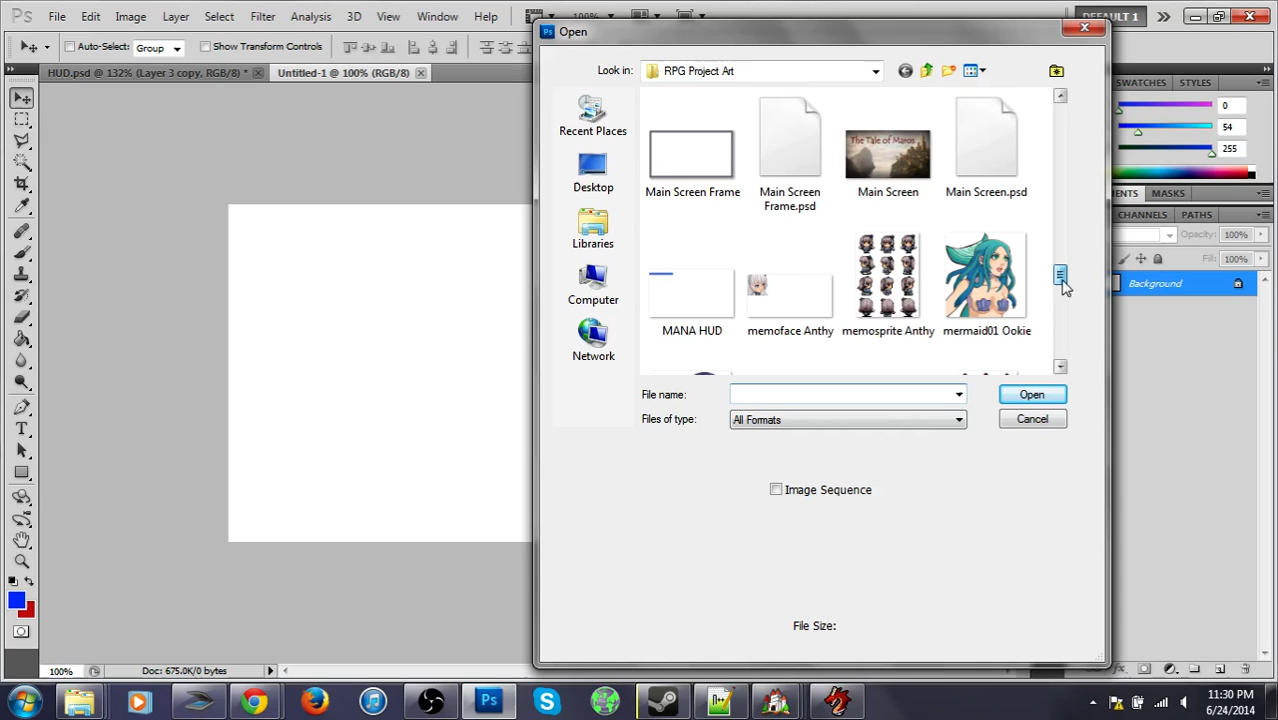 Ps File Edit Image Layer Select Filter Analysis 3D View Window Help 100% DEFAULT 1
Auto-Select: Group Show Transform Controls
HUD.psd @ 132% (Layer 3 copy, RGB/8) * Untitled-1 @ 100% (RGB/8)
Ps Open
Look in: RPG Project Art
SWATCHES STYLES
0
54
255
Recent Places
Desktop
Libraries
Computer
Network
The Tale of Maros
Main Screen Frame
Main Screen Frame.psd
Main Screen
Main Screen.psd
MANA HUD
memoface Anthy
memosprite Anthy
mermaid01 Ookie
MASKS
CHANNELS PATHS
Opacity: 100%
Fill: 100%
Background
File name: Open
Files of type: All Formats Cancel
Image Sequence
File Size:
100% Doc: 675.0K/0 bytes
Ps
11:30 PM
6/24/2014